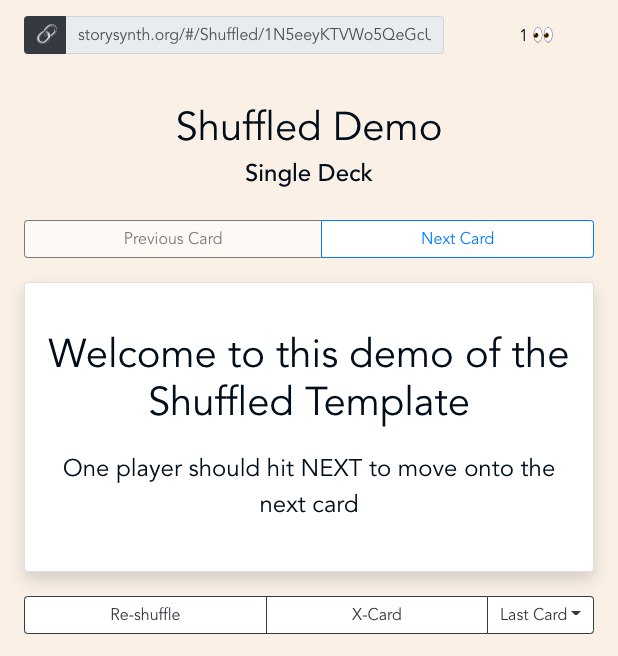 storysynth.org/#/Shuffled/1N5eeyKTVWo5QeGcU
1 👀
Shuffled Demo
Single Deck
Previous Card
Next Card
Welcome to this demo of the
Shuffled Template
One player should hit NEXT to move onto the
next card
Re-shuffle
X-Card
Last Card